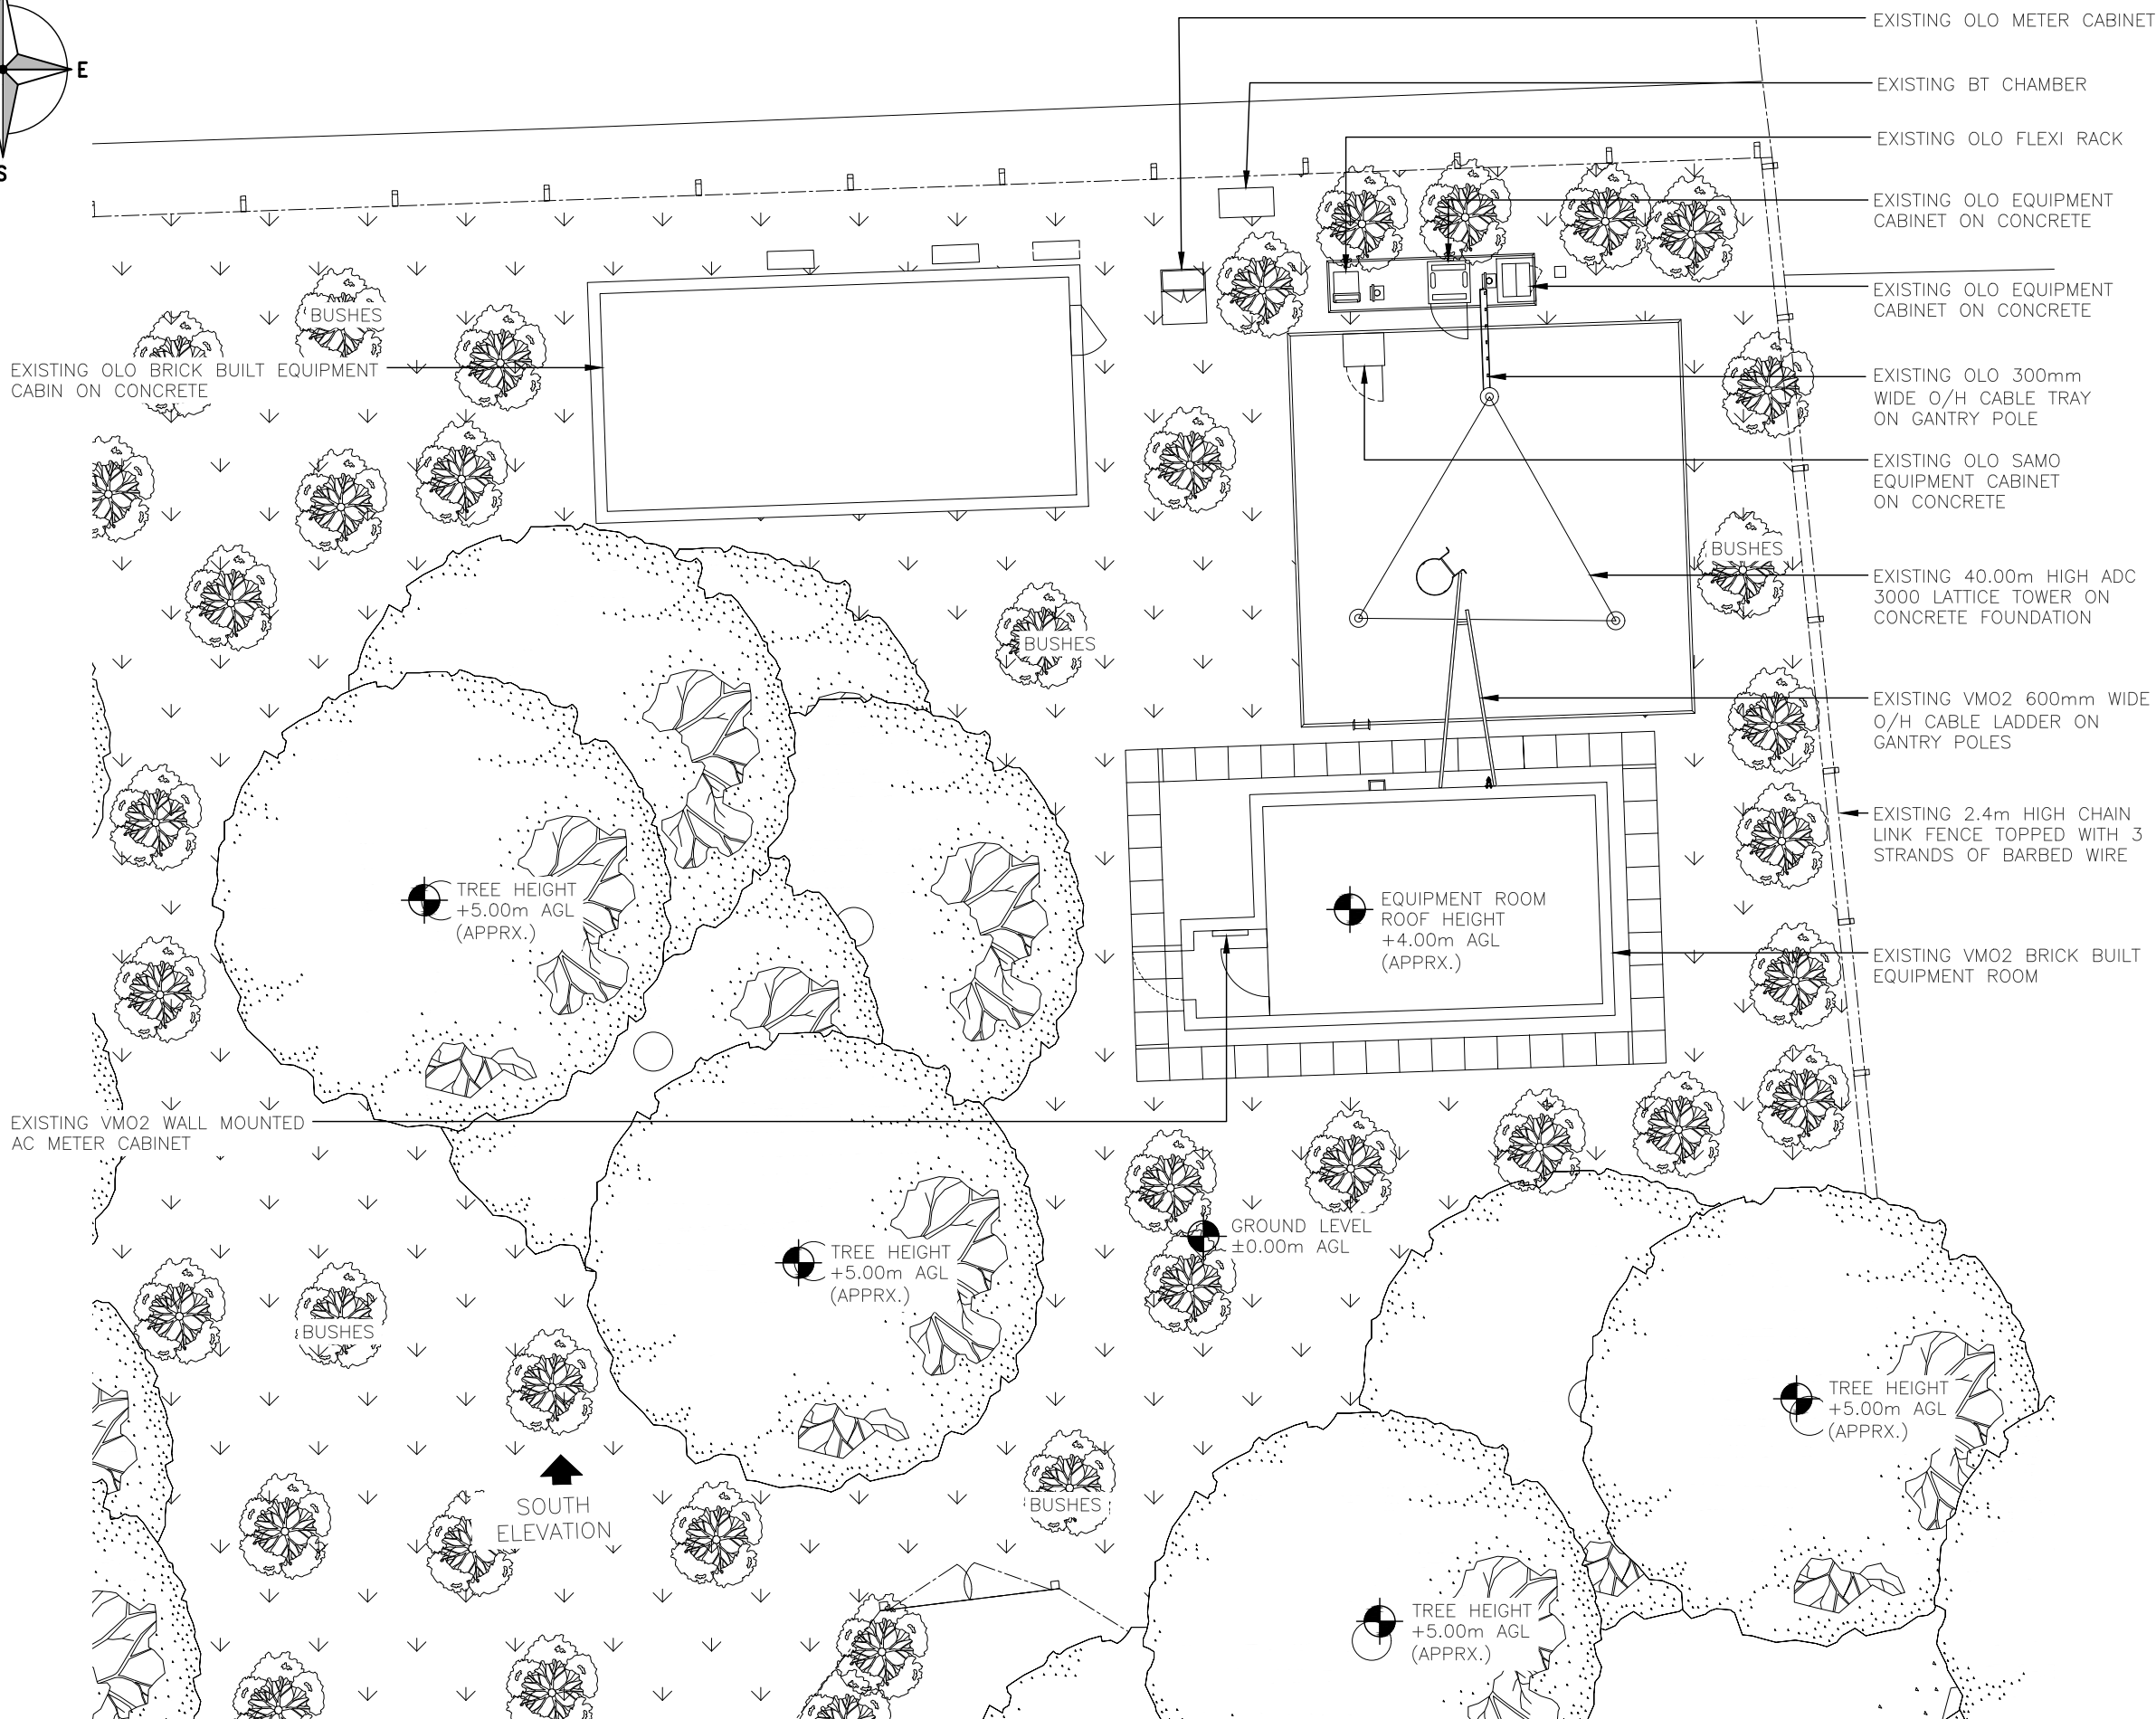 E
S
EXISTING OLO METER CABINET
EXISTING BT CHAMBER
EXISTING OLO FLEXI RACK
EXISTING OLO EQUIPMENT
CABINET ON CONCRETE
EXISTING OLO EQUIPMENT
CABINET ON CONCRETE
BUSHES
EXISTING OLO BRICK BUILT EQUIPMENT
CABIN ON CONCRETE
EXISTING OLO 300mm
WIDE O/H CABLE TRAY
ON GANTRY POLE
EXISTING OLO SAMO
EQUIPMENT CABINET
ON CONCRETE
BUSHES
EXISTING 40.00m HIGH ADC
3000 LATTICE TOWER ON
CONCRETE FOUNDATION
BUSHES
EXISTING VMO2 600mm WIDE
O/H CABLE LADDER ON
GANTRY POLES
EXISTING 2.4m HIGH CHAIN
LINK FENCE TOPPED WITH 3
STRANDS OF BARBED WIRE
TREE HEIGHT
+5.00m AGL
(APPRX.)
EQUIPMENT ROOM
ROOF HEIGHT
+4.00m AGL
(APPRX.)
EXISTING VMO2 BRICK BUILT
EQUIPMENT ROOM
EXISTING VMO2 WALL MOUNTED
AC METER CABINET
GROUND LEVEL
±0.00m AGL
TREE HEIGHT
+5.00m AGL
(APPRX.)
BUSHES
TREE HEIGHT
+5.00m AGL
(APPRX.)
SOUTH
ELEVATION
BUSHES
TREE HEIGHT
+5.00m AGL
(APPRX.)